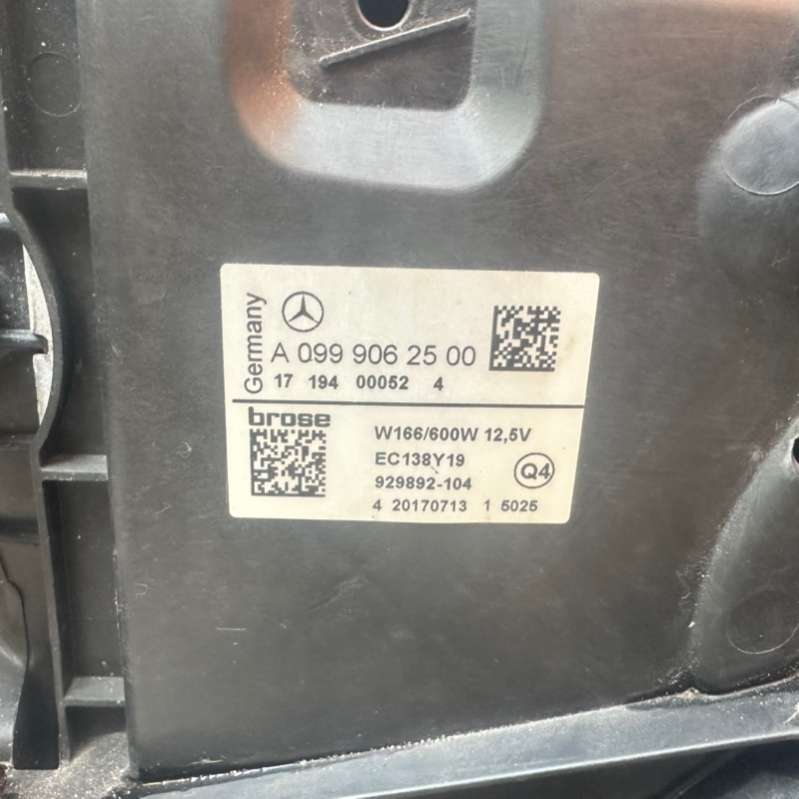 Germany
A 099 906 25 00
17 194 00052 4
brose
W166/600W 12,5V
EC138Y19
929892-104
Q4
4 20170713 1 5025